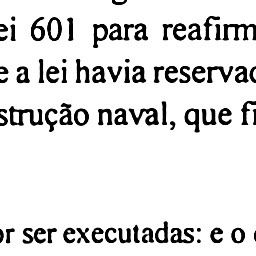 ei 601 para reafirm
e a lei havia reservad
strução naval, que fi
or ser executadas: e o